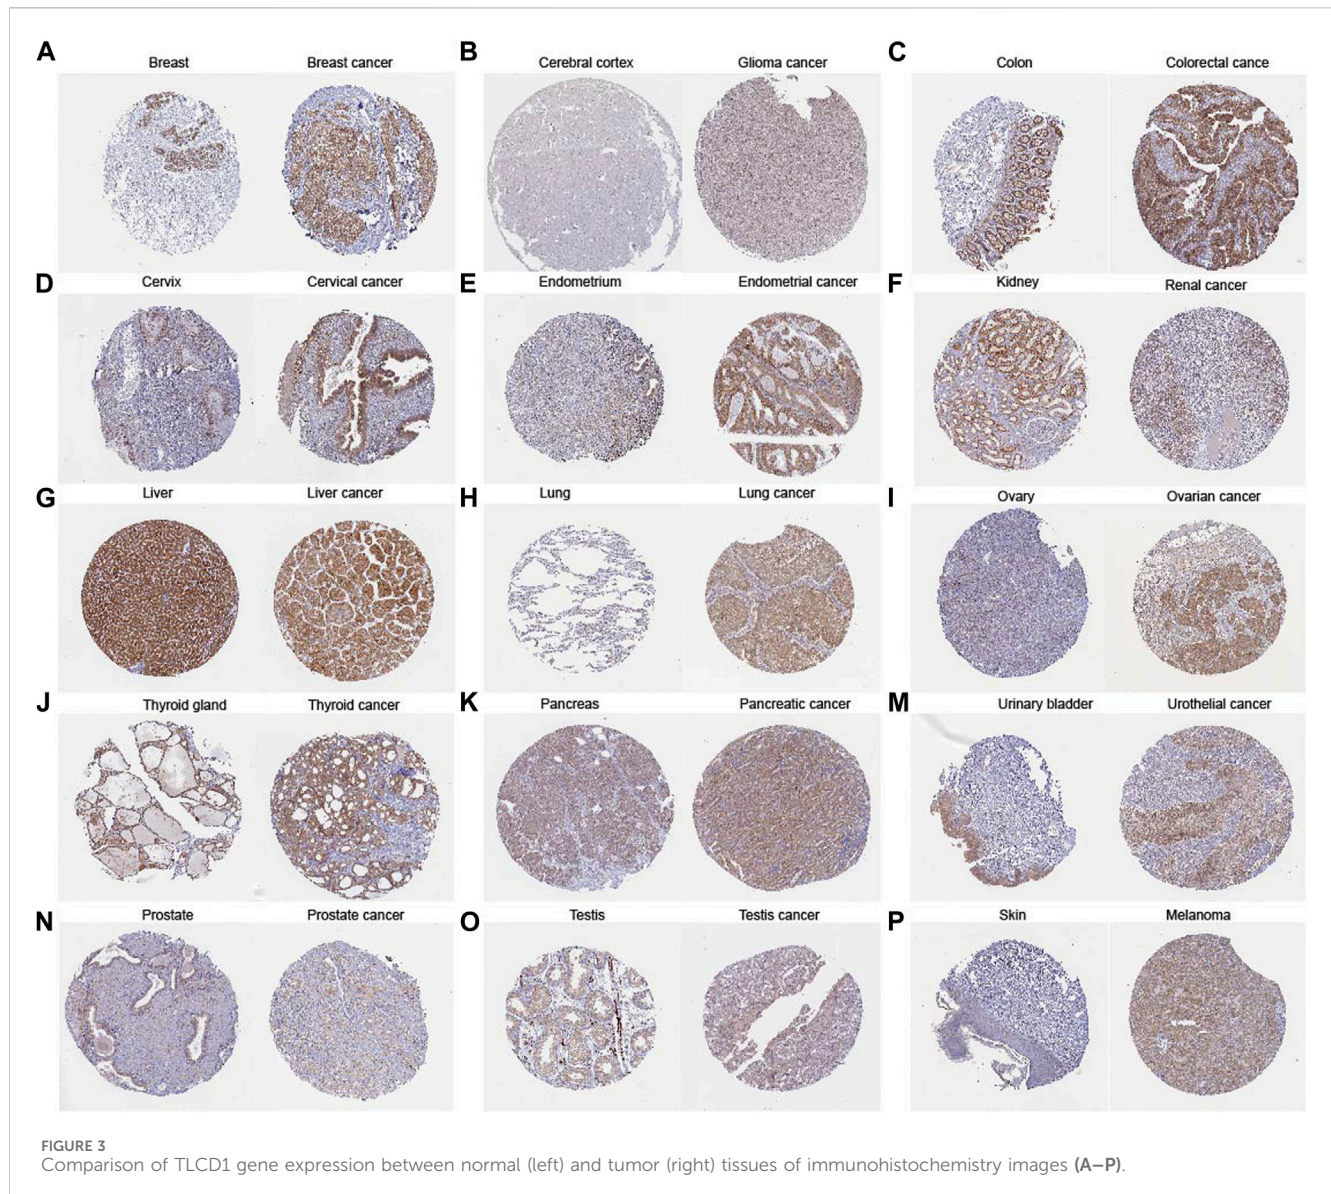 A
Breast
Breast cancer
B
Cerebral cortex
Glioma cancer
C
Colon
Colorectal cance
D
Cervix
Cervical cancer
E
Endometrium
Endometrial cancer
F
Kidney
Renal cancer
G
Liver
Liver cancer
H
Lung
Lung cancer
I
Ovary
Ovarian cancer
J
Thyroid gland
Thyroid cancer
K
Pancreas
Pancreatic cancer
M
Urinary bladder
Urothelial cancer
N
Prostate
Prostate cancer
O
Testis
Testis cancer
P
Skin
Melanoma
FIGURE 3
Comparison of TLCD1 gene expression between normal (left) and tumor (right) tissues of immunohistochemistry images (A–P).